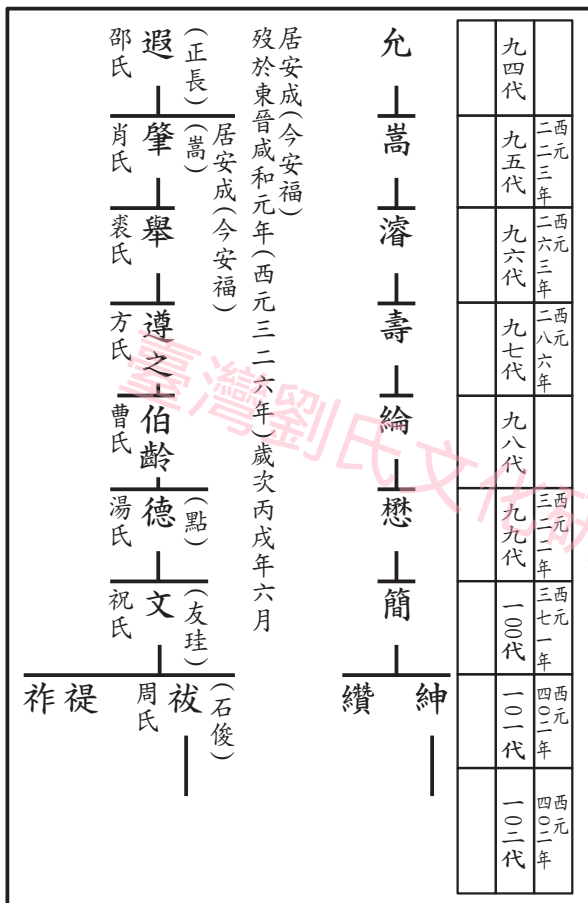 西元二二三年
西元二六三年
西元二八六年
西元三二二年
西元三七一年
西元四〇二年
西元四〇二年
九四代
九五代
九六代
九七代
九八代
九九代
一〇〇代
一〇一代
一〇二代
紳
允
嵩
濬
壽
綸
懋
簡
纘
居安成(今安福)
歿於東晉咸和元年(西元三二六年)歲次丙戌年六月
居安成(今安福)
(石俊)
(正長)
(嵩)
(點)
(友珪)
祓
遐
肇
舉
遵之
伯齡
德
文
周氏
邵氏
肖氏
裘氏
方氏
曹氏
湯氏
祝氏
禔
祚
臺灣劉氏文化研